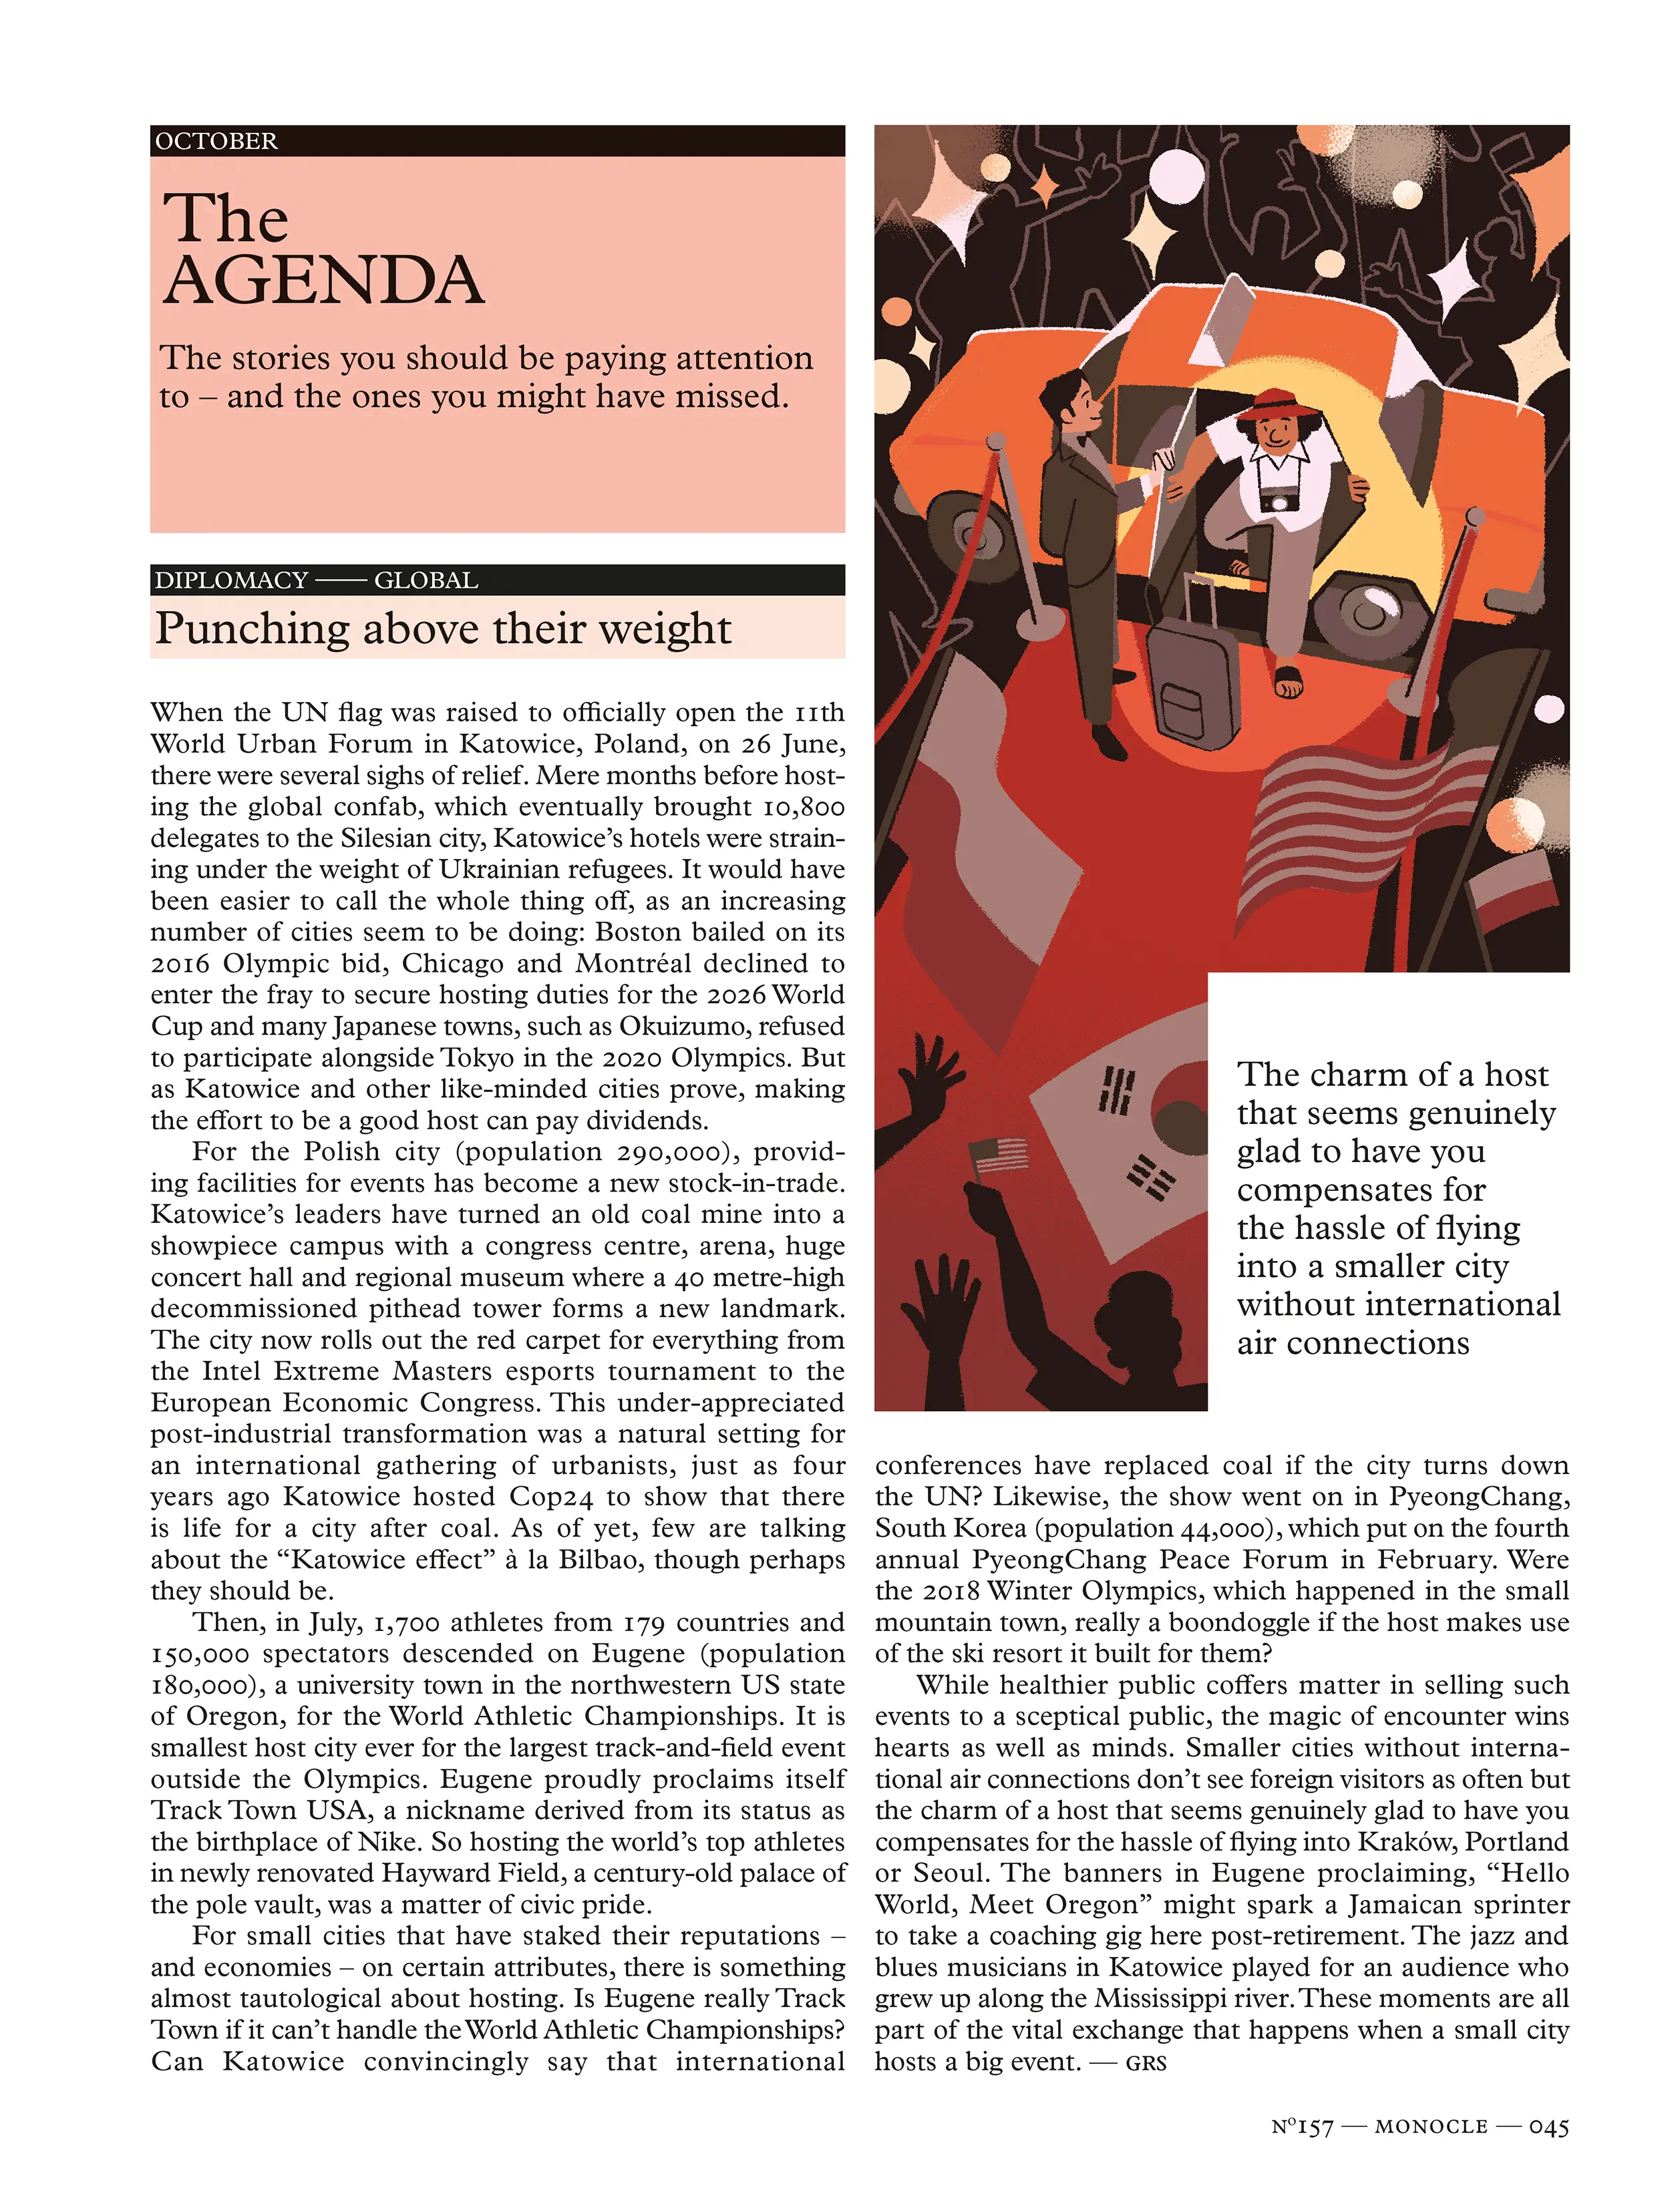 OCTOBER
The
AGENDA
The stories you should be paying attention
to – and the ones you might have missed.
DIPLOMACY —— GLOBAL
Punching above their weight
When the UN flag was raised to officially open the 11th
World Urban Forum in Katowice, Poland, on 26 June,
there were several sighs of relief. Mere months before host-
ing the global confab, which eventually brought 10,800
delegates to the Silesian city, Katowice’s hotels were strain-
ing under the weight of Ukrainian refugees. It would have
been easier to call the whole thing off, as an increasing
number of cities seem to be doing: Boston bailed on its
2016 Olympic bid, Chicago and Montréal declined to
enter the fray to secure hosting duties for the 2026 World
Cup and many Japanese towns, such as Okuizumo, refused
to participate alongside Tokyo in the 2020 Olympics. But
as Katowice and other like-minded cities prove, making
the effort to be a good host can pay dividends.
For the Polish city (population 290,000), provid-
ing facilities for events has become a new stock-in-trade.
Katowice’s leaders have turned an old coal mine into a
showpiece campus with a congress centre, arena, huge
concert hall and regional museum where a 40 metre-high
decommissioned pithead tower forms a new landmark.
The city now rolls out the red carpet for everything from
the Intel Extreme Masters esports tournament to the
European Economic Congress. This under-appreciated
post-industrial transformation was a natural setting for
an international gathering of urbanists, just as four
years ago Katowice hosted Cop24 to show that there
is life for a city after coal. As of yet, few are talking
about the “Katowice effect” à la Bilbao, though perhaps
they should be.
Then, in July, 1,700 athletes from 179 countries and
150,000 spectators descended on Eugene (population
180,000), a university town in the northwestern US state
of Oregon, for the World Athletic Championships. It is
smallest host city ever for the largest track-and-field event
outside the Olympics. Eugene proudly proclaims itself
Track Town USA, a nickname derived from its status as
the birthplace of Nike. So hosting the world’s top athletes
in newly renovated Hayward Field, a century-old palace of
the pole vault, was a matter of civic pride.
For small cities that have staked their reputations –
and economies – on certain attributes, there is something
almost tautological about hosting. Is Eugene really Track
Town if it can’t handle the World Athletic Championships?
Can Katowice convincingly say that international
The charm of a host
that seems genuinely
glad to have you
compensates for
the hassle of flying
into a smaller city
without international
air connections
conferences have replaced coal if the city turns down
the UN? Likewise, the show went on in PyeongChang,
South Korea (population 44,000), which put on the fourth
annual PyeongChang Peace Forum in February. Were
the 2018 Winter Olympics, which happened in the small
mountain town, really a boondoggle if the host makes use
of the ski resort it built for them?
While healthier public coffers matter in selling such
events to a sceptical public, the magic of encounter wins
hearts as well as minds. Smaller cities without interna-
tional air connections don’t see foreign visitors as often but
the charm of a host that seems genuinely glad to have you
compensates for the hassle of flying into Kraków, Portland
or Seoul. The banners in Eugene proclaiming, “Hello
World, Meet Oregon” might spark a Jamaican sprinter
to take a coaching gig here post-retirement. The jazz and
blues musicians in Katowice played for an audience who
grew up along the Mississippi river. These moments are all
part of the vital exchange that happens when a small city
hosts a big event. — GRS
Nº157 — MONOCLE — 045